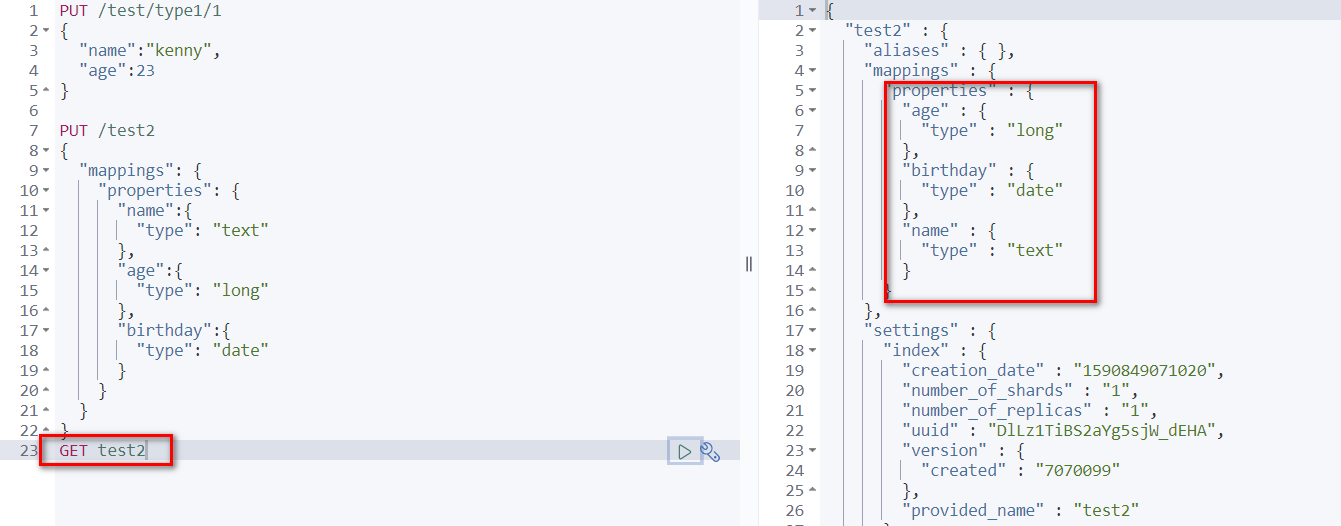 1 PUT /test/type1/1
2 {
3 "name":"kenny",
4 "age":23
5 }
6
7 PUT /test2
8 {
9 "mappings": {
10 "properties": {
11 "name":{
12 "type": "text"
13 },
14 "age":{
15 "type": "long"
16 },
17 "birthday":{
18 "type": "date"
19 }
20 }
21 }
22 }
23 GET test2
1 {
2 "test2" : {
3 "aliases" : { },
4 "mappings" : {
5 "properties" : {
6 "age" : {
7 "type" : "long"
8 },
9 "birthday" : {
10 "type" : "date"
11 },
12 "name" : {
13 "type" : "text"
14 }
15 }
16 },
17 "settings" : {
18 "index" : {
19 "creation_date" : "1590849071020",
20 "number_of_shards" : "1",
21 "number_of_replicas" : "1",
22 "uuid" : "DlLz1TiBS2aYg5sjW_dEHA",
23 "version" : {
24 "created" : "7070099"
25 },
26 "provided_name" : "test2"